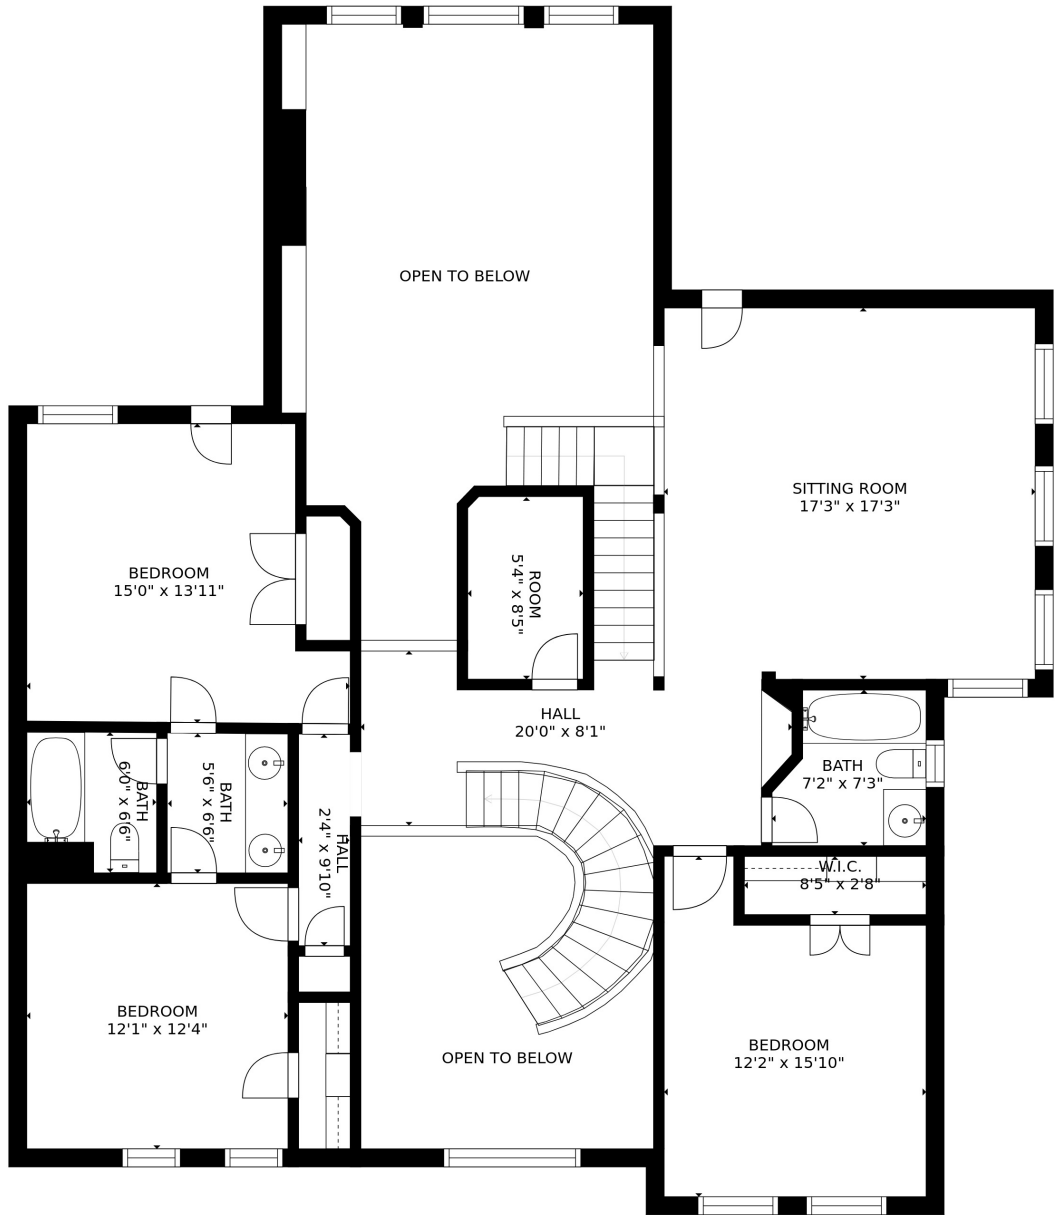 OPEN TO BELOW
SITTING ROOM
17'3" x 17'3"
BEDROOM
15'0" x 13'11"
ROOM
5'4" x 8'5"
HALL
20'0" x 8'1"
BATH
7'2" x 7'3"
BATH
6'0" x 6'6"
BATH
5'6" x 6'6"
HALL
2'4" x 9'10"
W.I.C.
8'5" x 2'8"
BEDROOM
12'1" x 12'4"
OPEN TO BELOW
BEDROOM
12'2" x 15'10"